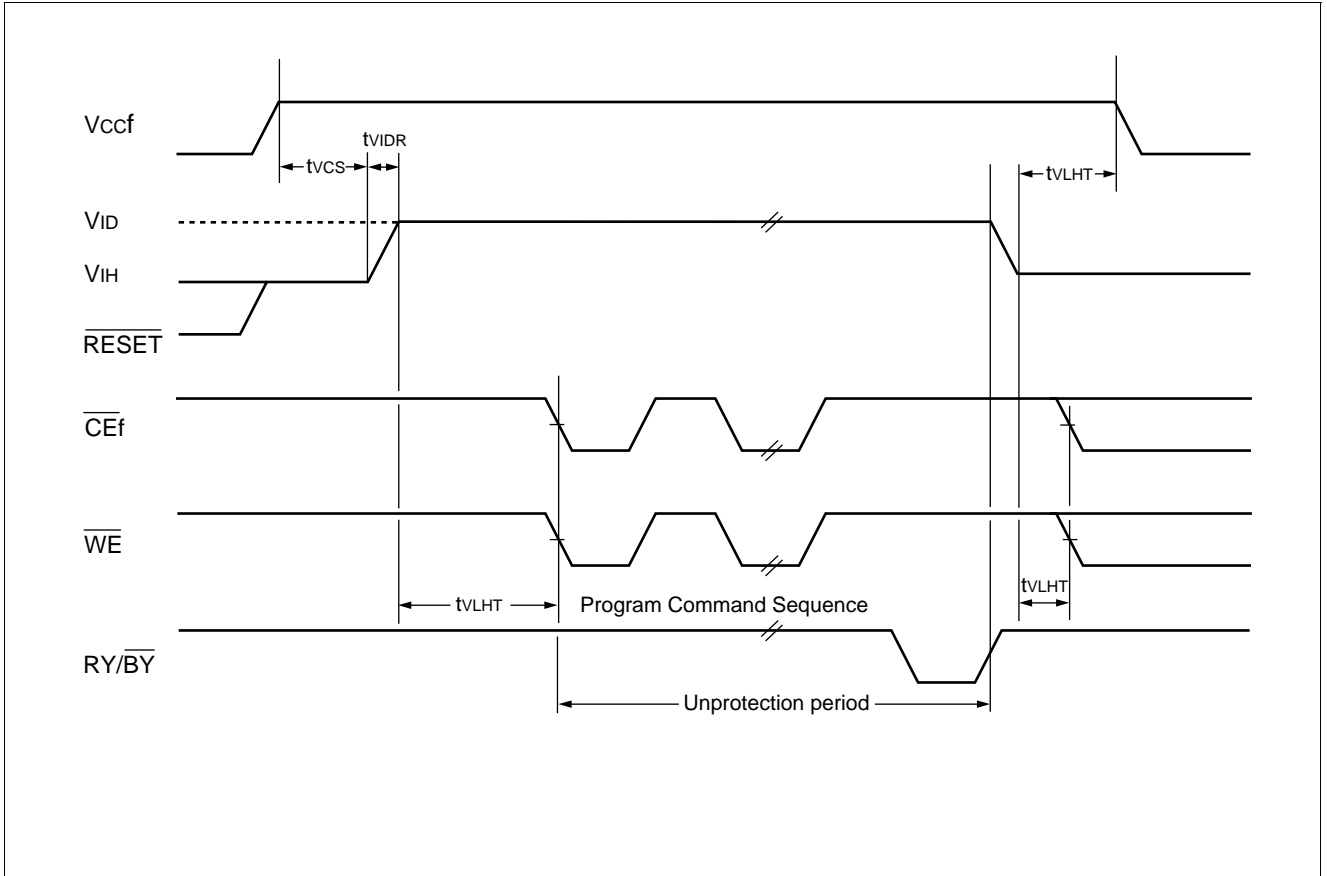 VCCf
tVIDR
tVCS
tVLHT
VID
VIH
RESET
CEf
WE
tVLHT
Program Command Sequence
tVLHT
RY/BY
Unprotection period